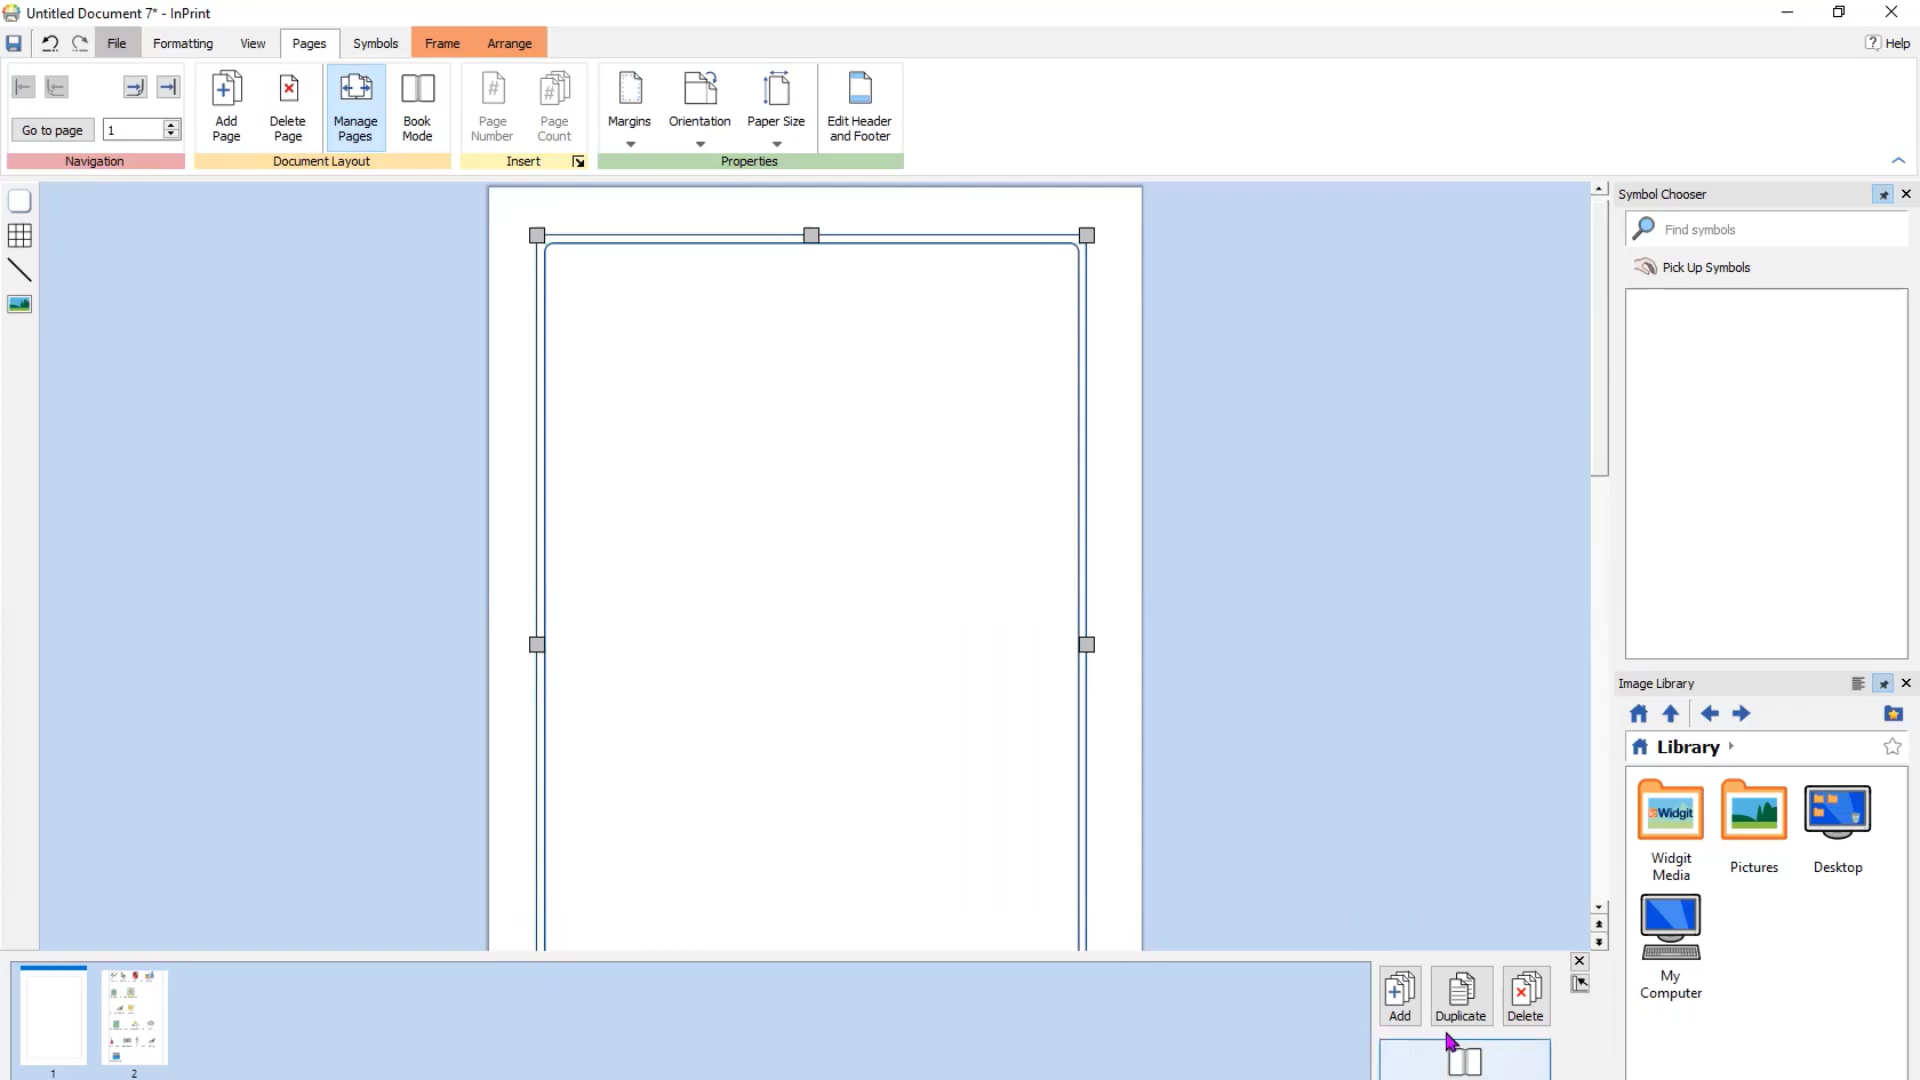 Untitled Document 7* - InPrint
File
Formatting
View
Pages
Symbols
Frame
Arrange
Help
Go to page
1
Navigation
Add
Page
Delete
Page
Manage
Pages
Book
Mode
Document Layout
Page
Number
Page
Count
Insert
Margins
Orientation
Paper Size
Edit Header
and Footer
Properties
Symbol Chooser
Find symbols
Pick Up Symbols
Image Library
Library
Widgit
Widgit
Media
Pictures
Desktop
My
Computer
Add
Duplicate
Delete
1
2